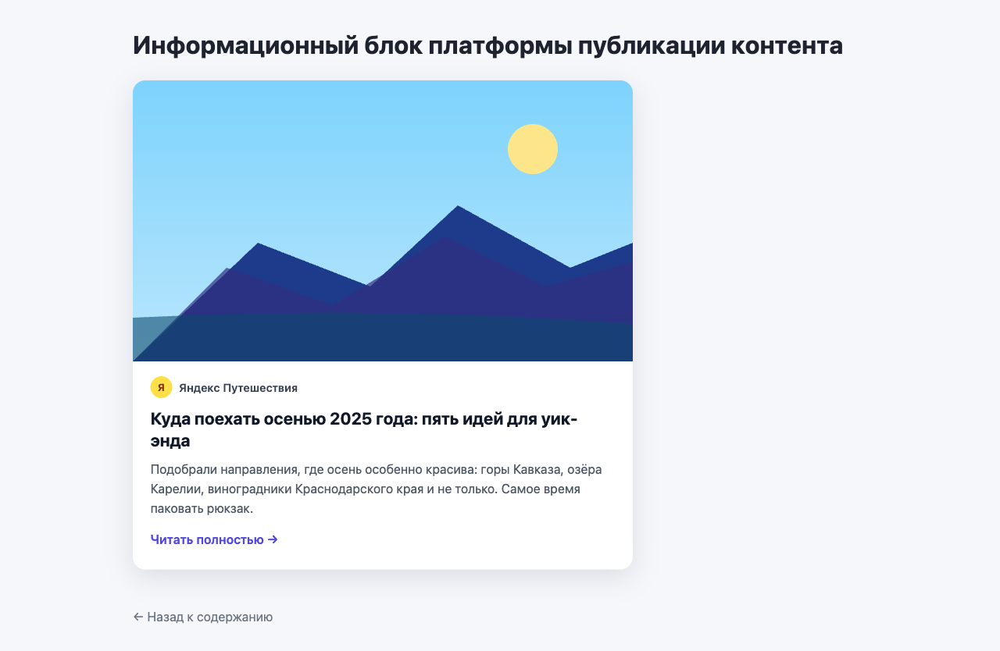 Информационный блок платформы публикации контента
Я
Яндекс Путешествия
Куда поехать осенью 2025 года: пять идей для уик-
энда
Подобрали направления, где осень особенно красива: горы Кавказа, озёра
Карелии, виноградники Краснодарского края и не только. Самое время
паковать рюкзак.
Читать полностью →
← Назад к содержанию